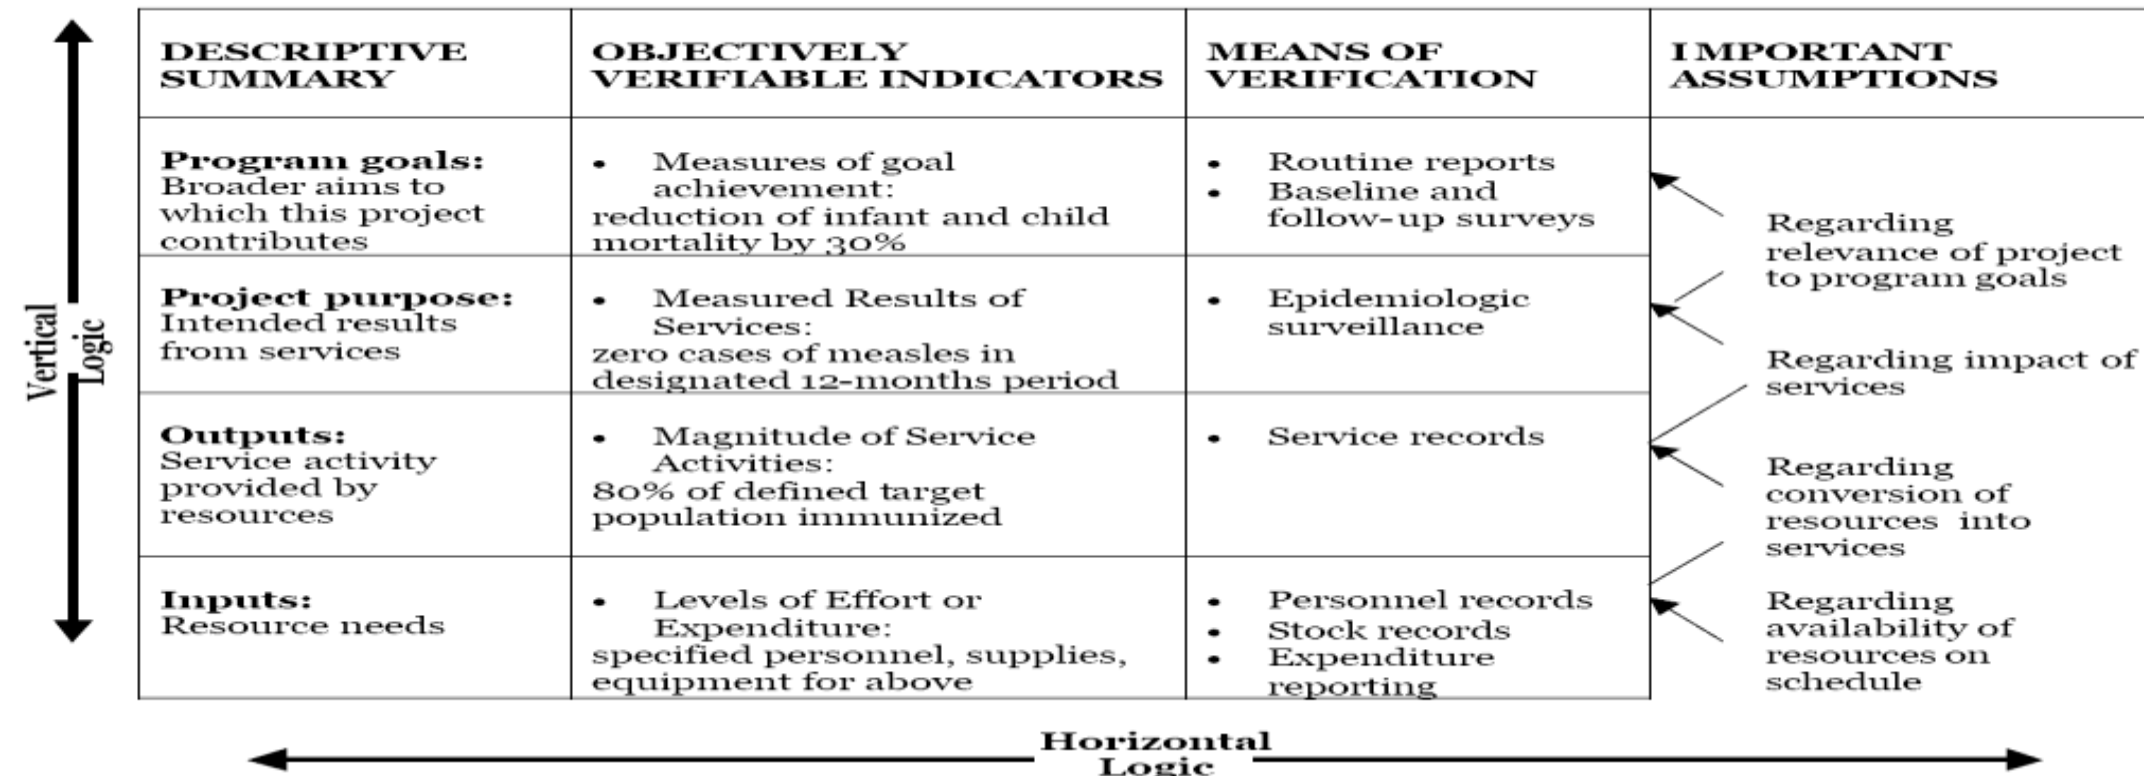 DESCRIPTIVE
SUMMARY
OBJECTIVELY
VERIFIABLE INDICATORS
MEANS OF
VERIFICATION
IMPORTANT
ASSUMPTIONS
Program goals:
Broader aims to
which this project
contributes
• Measures of goal
achievement:
reduction of infant and child
mortality by 30%
• Routine reports
• Baseline and
follow-up surveys
Regarding
relevance of project
to program goals
Project purpose:
Intended results
from services
• Measured Results of
Services:
zero cases of measles in
designated 12-months period
• Epidemiologic
surveillance
Regarding impact of
services
Outputs:
Service activity
provided by
resources
• Magnitude of Service
Activities:
80% of defined target
population immunized
• Service records
Regarding
conversion of
resources into
services
Inputs:
Resource needs
• Levels of Effort or
Expenditure:
specified personnel, supplies,
equipment for above
• Personnel records
• Stock records
• Expenditure
reporting
Regarding
availability of
resources on
schedule
Vertical
Logic
Horizontal
Logic